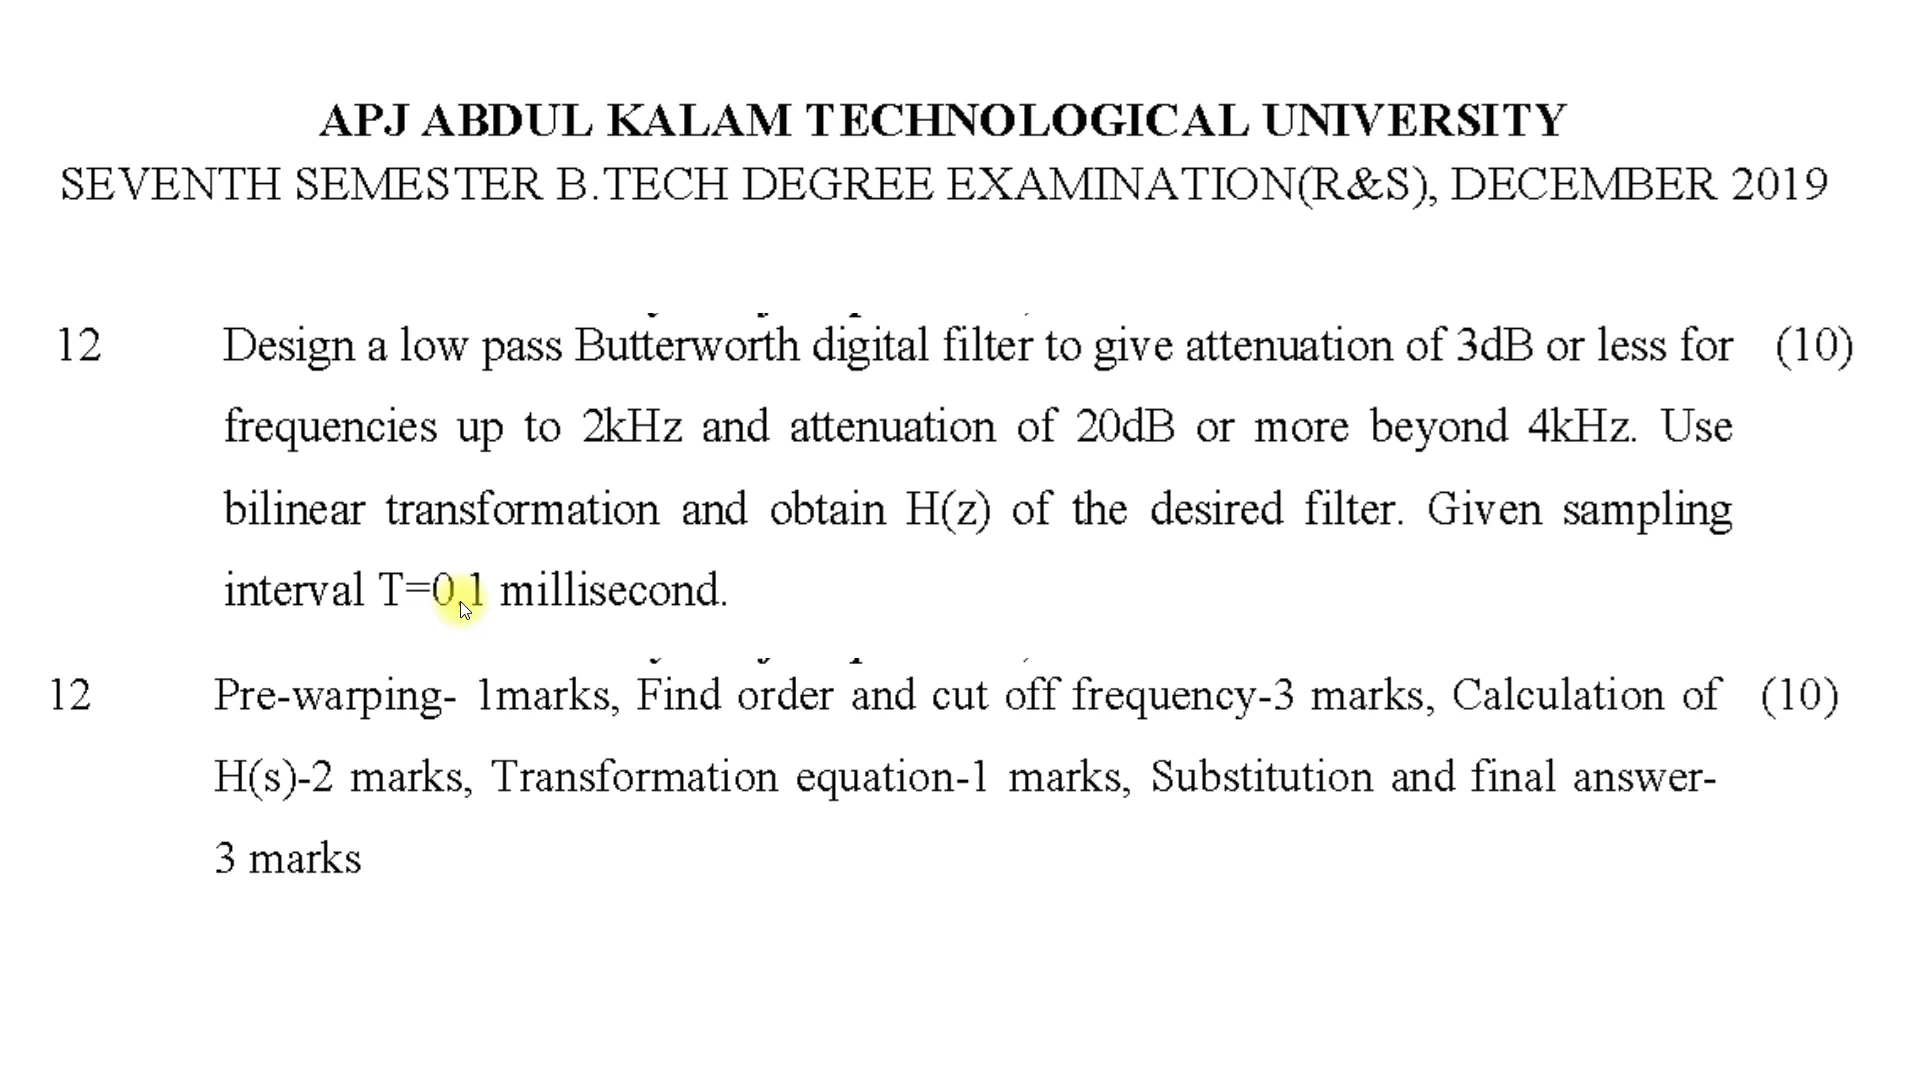 APJ ABDUL KALAM TECHNOLOGICAL UNIVERSITY
SEVENTH SEMESTER B.TECH DEGREE EXAMINATION(R&S), DECEMBER 2019
12 Design a low pass Butterworth digital filter to give attenuation of 3dB or less for (10)
frequencies up to 2kHz and attenuation of 20dB or more beyond 4kHz. Use
bilinear transformation and obtain H(z) of the desired filter. Given sampling
interval T=0.1 millisecond.
12 Pre-warping- 1marks, Find order and cut off frequency-3 marks, Calculation of (10)
H(s)-2 marks, Transformation equation-1 marks, Substitution and final answer-
3 marks